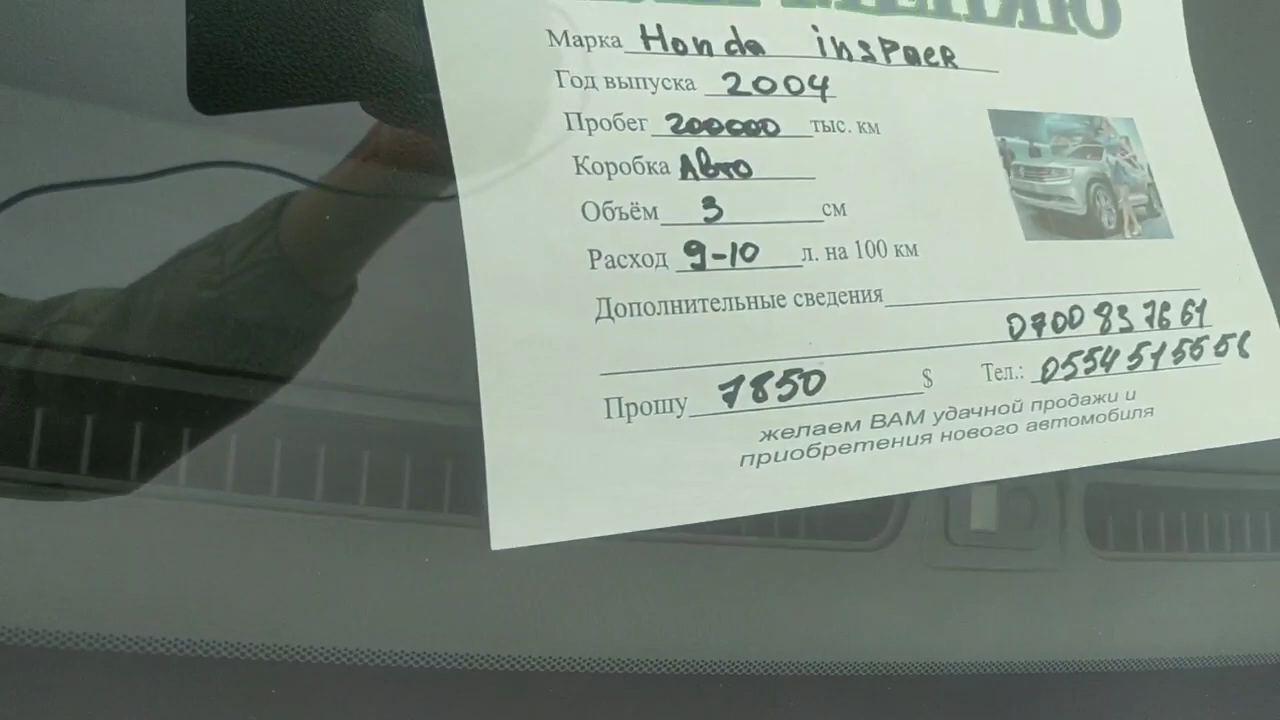 Марка Honda inspaer
Год выпуска 2004
Пробег 200000 тыс. км
Коробка Авто
Объём 3 см
Расход 9-10 л. на 100 км
Дополнительные сведения
0700 83 76 61
Прошу 7850 $ Тел.: 0554 51 55 58
желаем ВАМ удачной продажи и
приобретения нового автомобиля